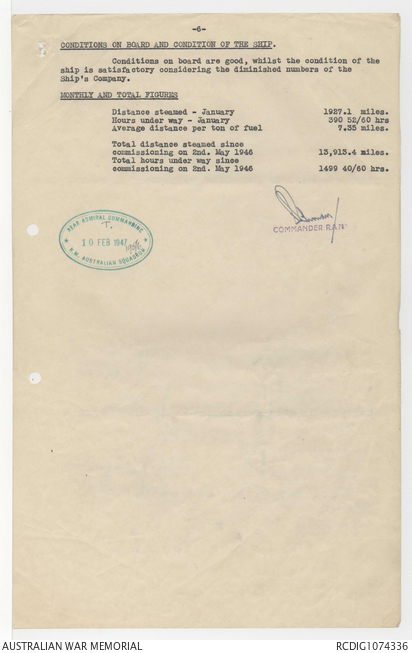 -6-
CONDITIONS ON BOARD AND CONDITION OF THE SHIP.
Conditions on board are good, whilst the condition of the
ship is satisfactory considering the diminished numbers of the
Ship's Company.
MONTHLY AND TOTAL FIGURES
Distance steamed - January 1927.1 miles.
Hours under way - January 390 52/60 hrs
Average distance per ton of fuel 7.35 miles.
Total distance steamed since
commissioning on 2nd. May 1946 13,913.4 miles.
Total hours under way since
commissioning on 2nd. May 1946 1499 40/60 hrs.
COMMANDER R.A.N.
REAR ADMIRAL COMMANDING
T.
10 FEB 1947
H.M. AUSTRALIAN SQUADRON
AUSTRALIAN WAR MEMORIAL
RCDIG1074336